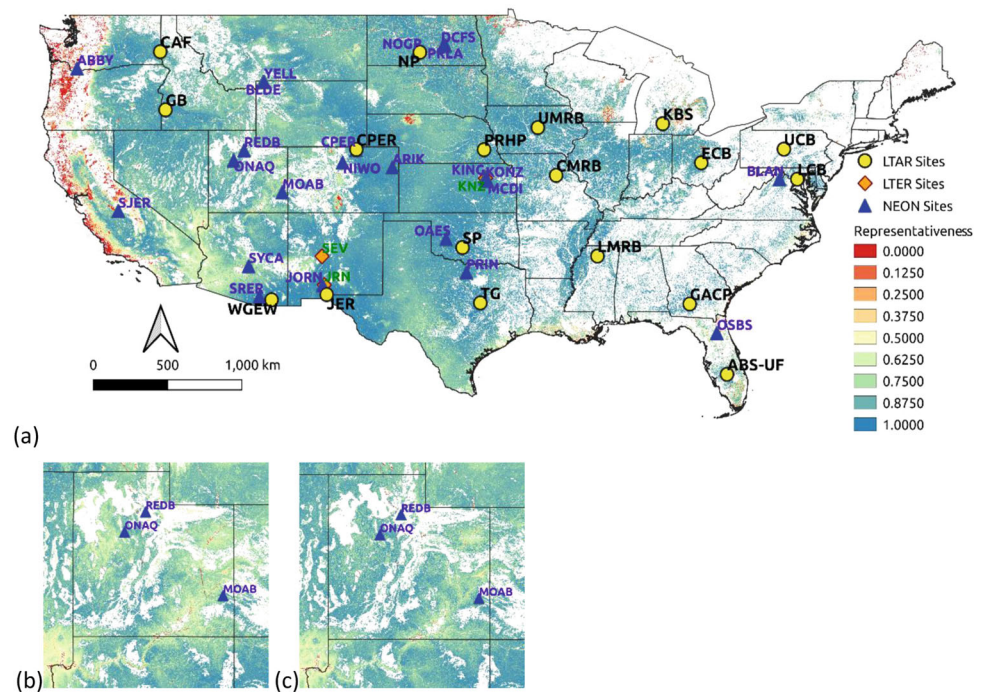 CAF
ABBY
GB
YELL
BLDE
NOGP
DCFS
PRLA
NP
REDB
ONAQ
MOAB
CPER
CPER
NIWO
ARIK
PRHP
KING
KONZ
KNZ
MCDI
UMRB
CMRB
KBS
ECB
UCB
BLAN
LCB
SJER
SYCA
SRER
WGEW
SEV
JORN
JRN
JER
OAES
SP
PRIN
TG
LMRB
GACP
OSBS
ABS-UF
LTAR Sites
LTER Sites
NEON Sites
Representativeness
0.0000
0.1250
0.2500
0.3750
0.5000
0.6250
0.7500
0.8750
1.0000
0 500 1,000 km
(a)
REDB
ONAQ
MOAB
(b)
REDB
ONAQ
MOAB
(c)